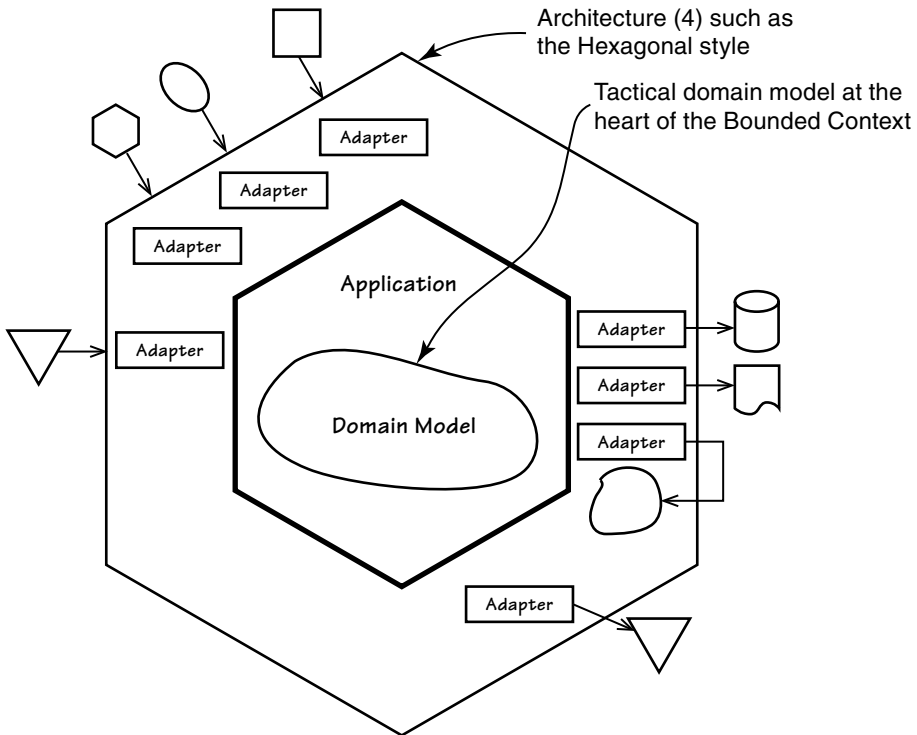 Architecture (4) such as
the Hexagonal style
Tactical domain model at the
heart of the Bounded Context
Adapter
Adapter
Adapter
Adapter
Application
Domain Model
Adapter
Adapter
Adapter
Adapter